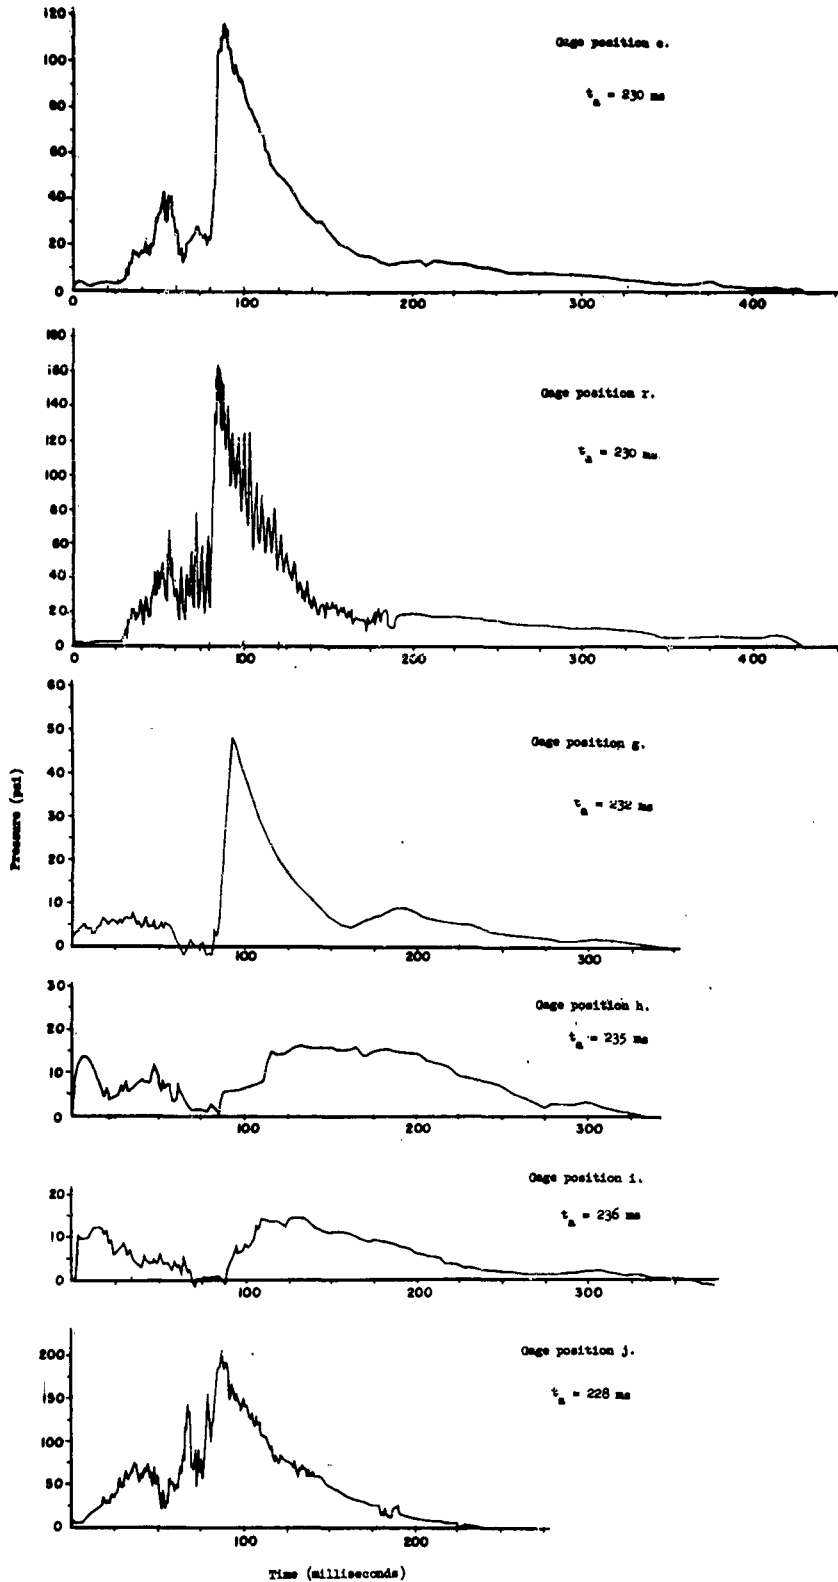 120
100
80
60
40
20
0
0 100 200 300 400
Gage position e.
t_a = 230 ms
180
160
140
120
100
80
60
40
20
0
0 100 200 300 400
Gage position r.
t_a = 230 ms
60
50
40
30
20
10
0
100 200 300
Gage position g.
t_a = 232 ms
Pressure (psi)
30
20
10
0
100 200 300
Gage position h.
t_a = 235 ms
20
10
0
100 200 300
Gage position i.
t_a = 236 ms
200
150
100
50
0
100 200
Gage position j.
t_a = 228 ms
Time (milliseconds)